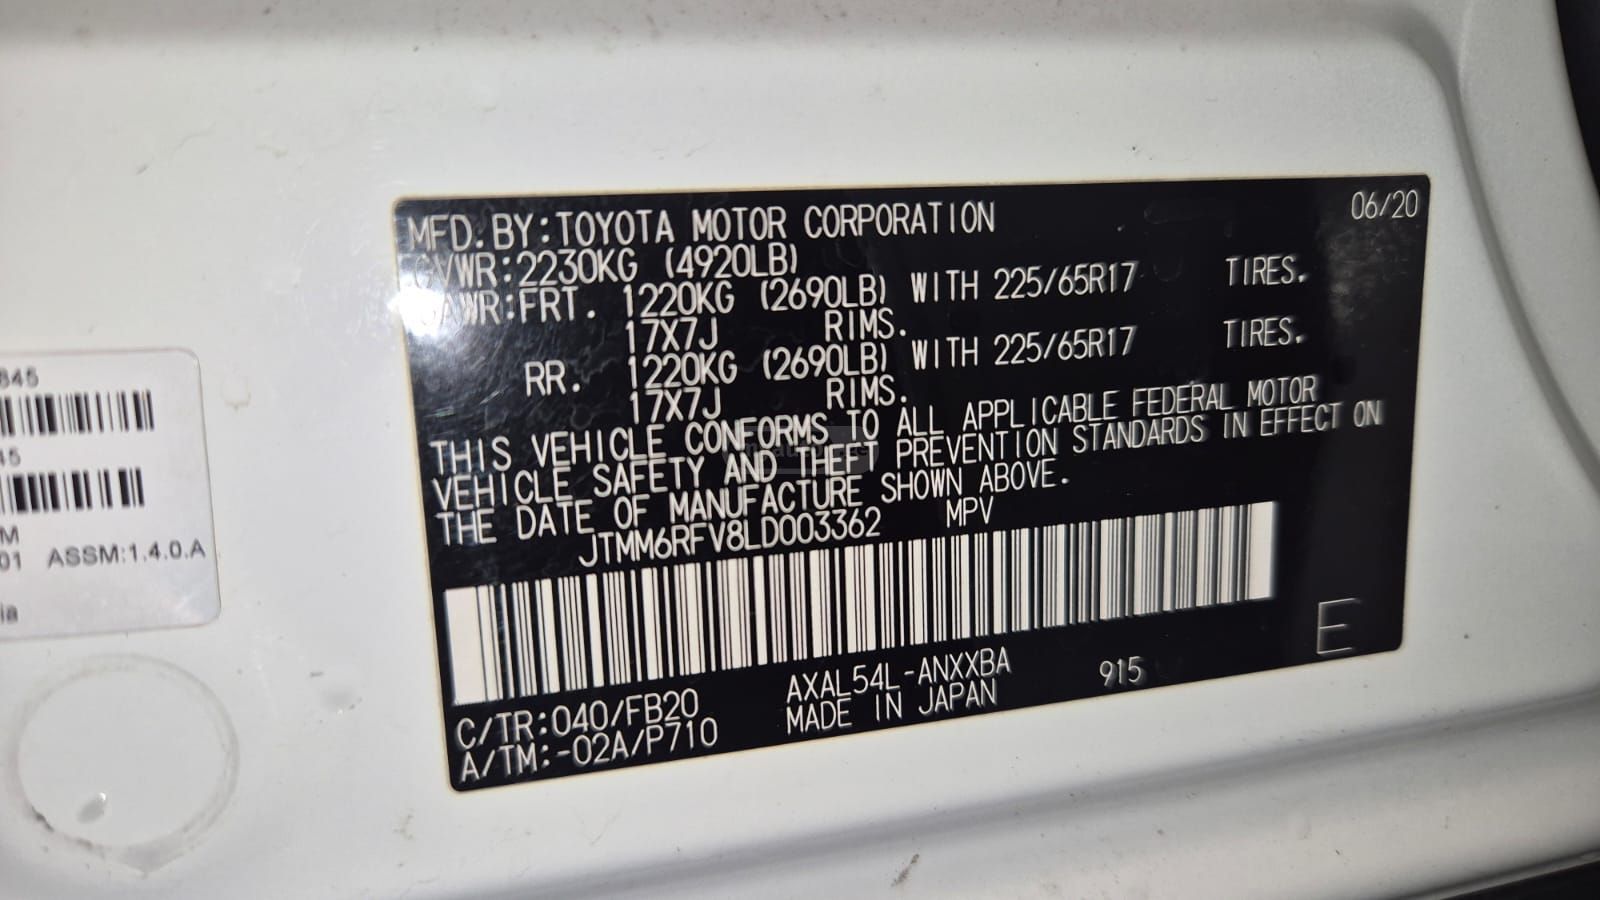 MFD. BY:TOYOTA MOTOR CORPORATION 06/20
GVWR:2230KG (4920LB)
GAWR:FRT. 1220KG (2690LB) WITH 225/65R17 TIRES.
17X7J RIMS.
RR. 1220KG (2690LB) WITH 225/65R17 TIRES.
17X7J RIMS.
THIS VEHICLE CONFORMS TO ALL APPLICABLE FEDERAL MOTOR
VEHICLE SAFETY AND THEFT PREVENTION STANDARDS IN EFFECT ON
THE DATE OF MANUFACTURE SHOWN ABOVE.
JTMM6RFV8LD003362 MPV
E
C/TR:040/FB20 AXAL54L-ANXXBA 915
A/TM:-02A/P710 MADE IN JAPAN
ASSM:1.4.0.A